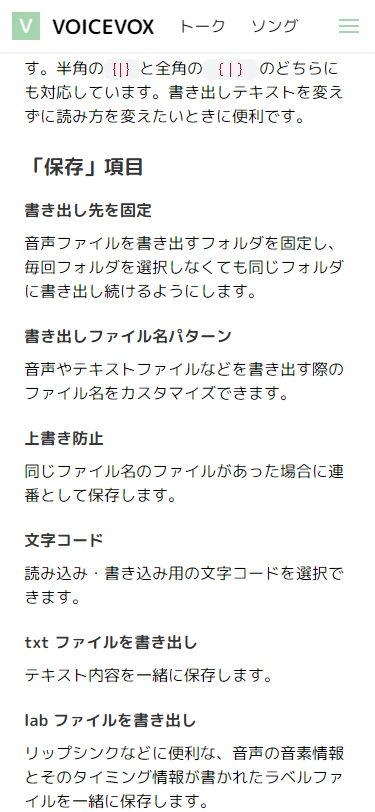 V VOICEVOX トーク ソング
す。半角の {|} と全角の ｛｜｝ のどちらに
も対応しています。書き出しテキストを変え
ずに読み方を変えたいときに便利です。
「保存」項目
書き出し先を固定
音声ファイルを書き出すフォルダを固定し、
毎回フォルダを選択しなくても同じフォルダ
に書き出し続けるようにします。
書き出しファイル名パターン
音声やテキストファイルなどを書き出す際の
ファイル名をカスタマイズできます。
上書き防止
同じファイル名のファイルがあった場合に連
番として保存します。
文字コード
読み込み・書き込み用の文字コードを選択で
きます。
txt ファイルを書き出し
テキスト内容を一緒に保存します。
lab ファイルを書き出し
リップシンクなどに便利な、音声の音素情報
とそのタイミング情報が書かれたラベルファ
イルを一緒に保存します。